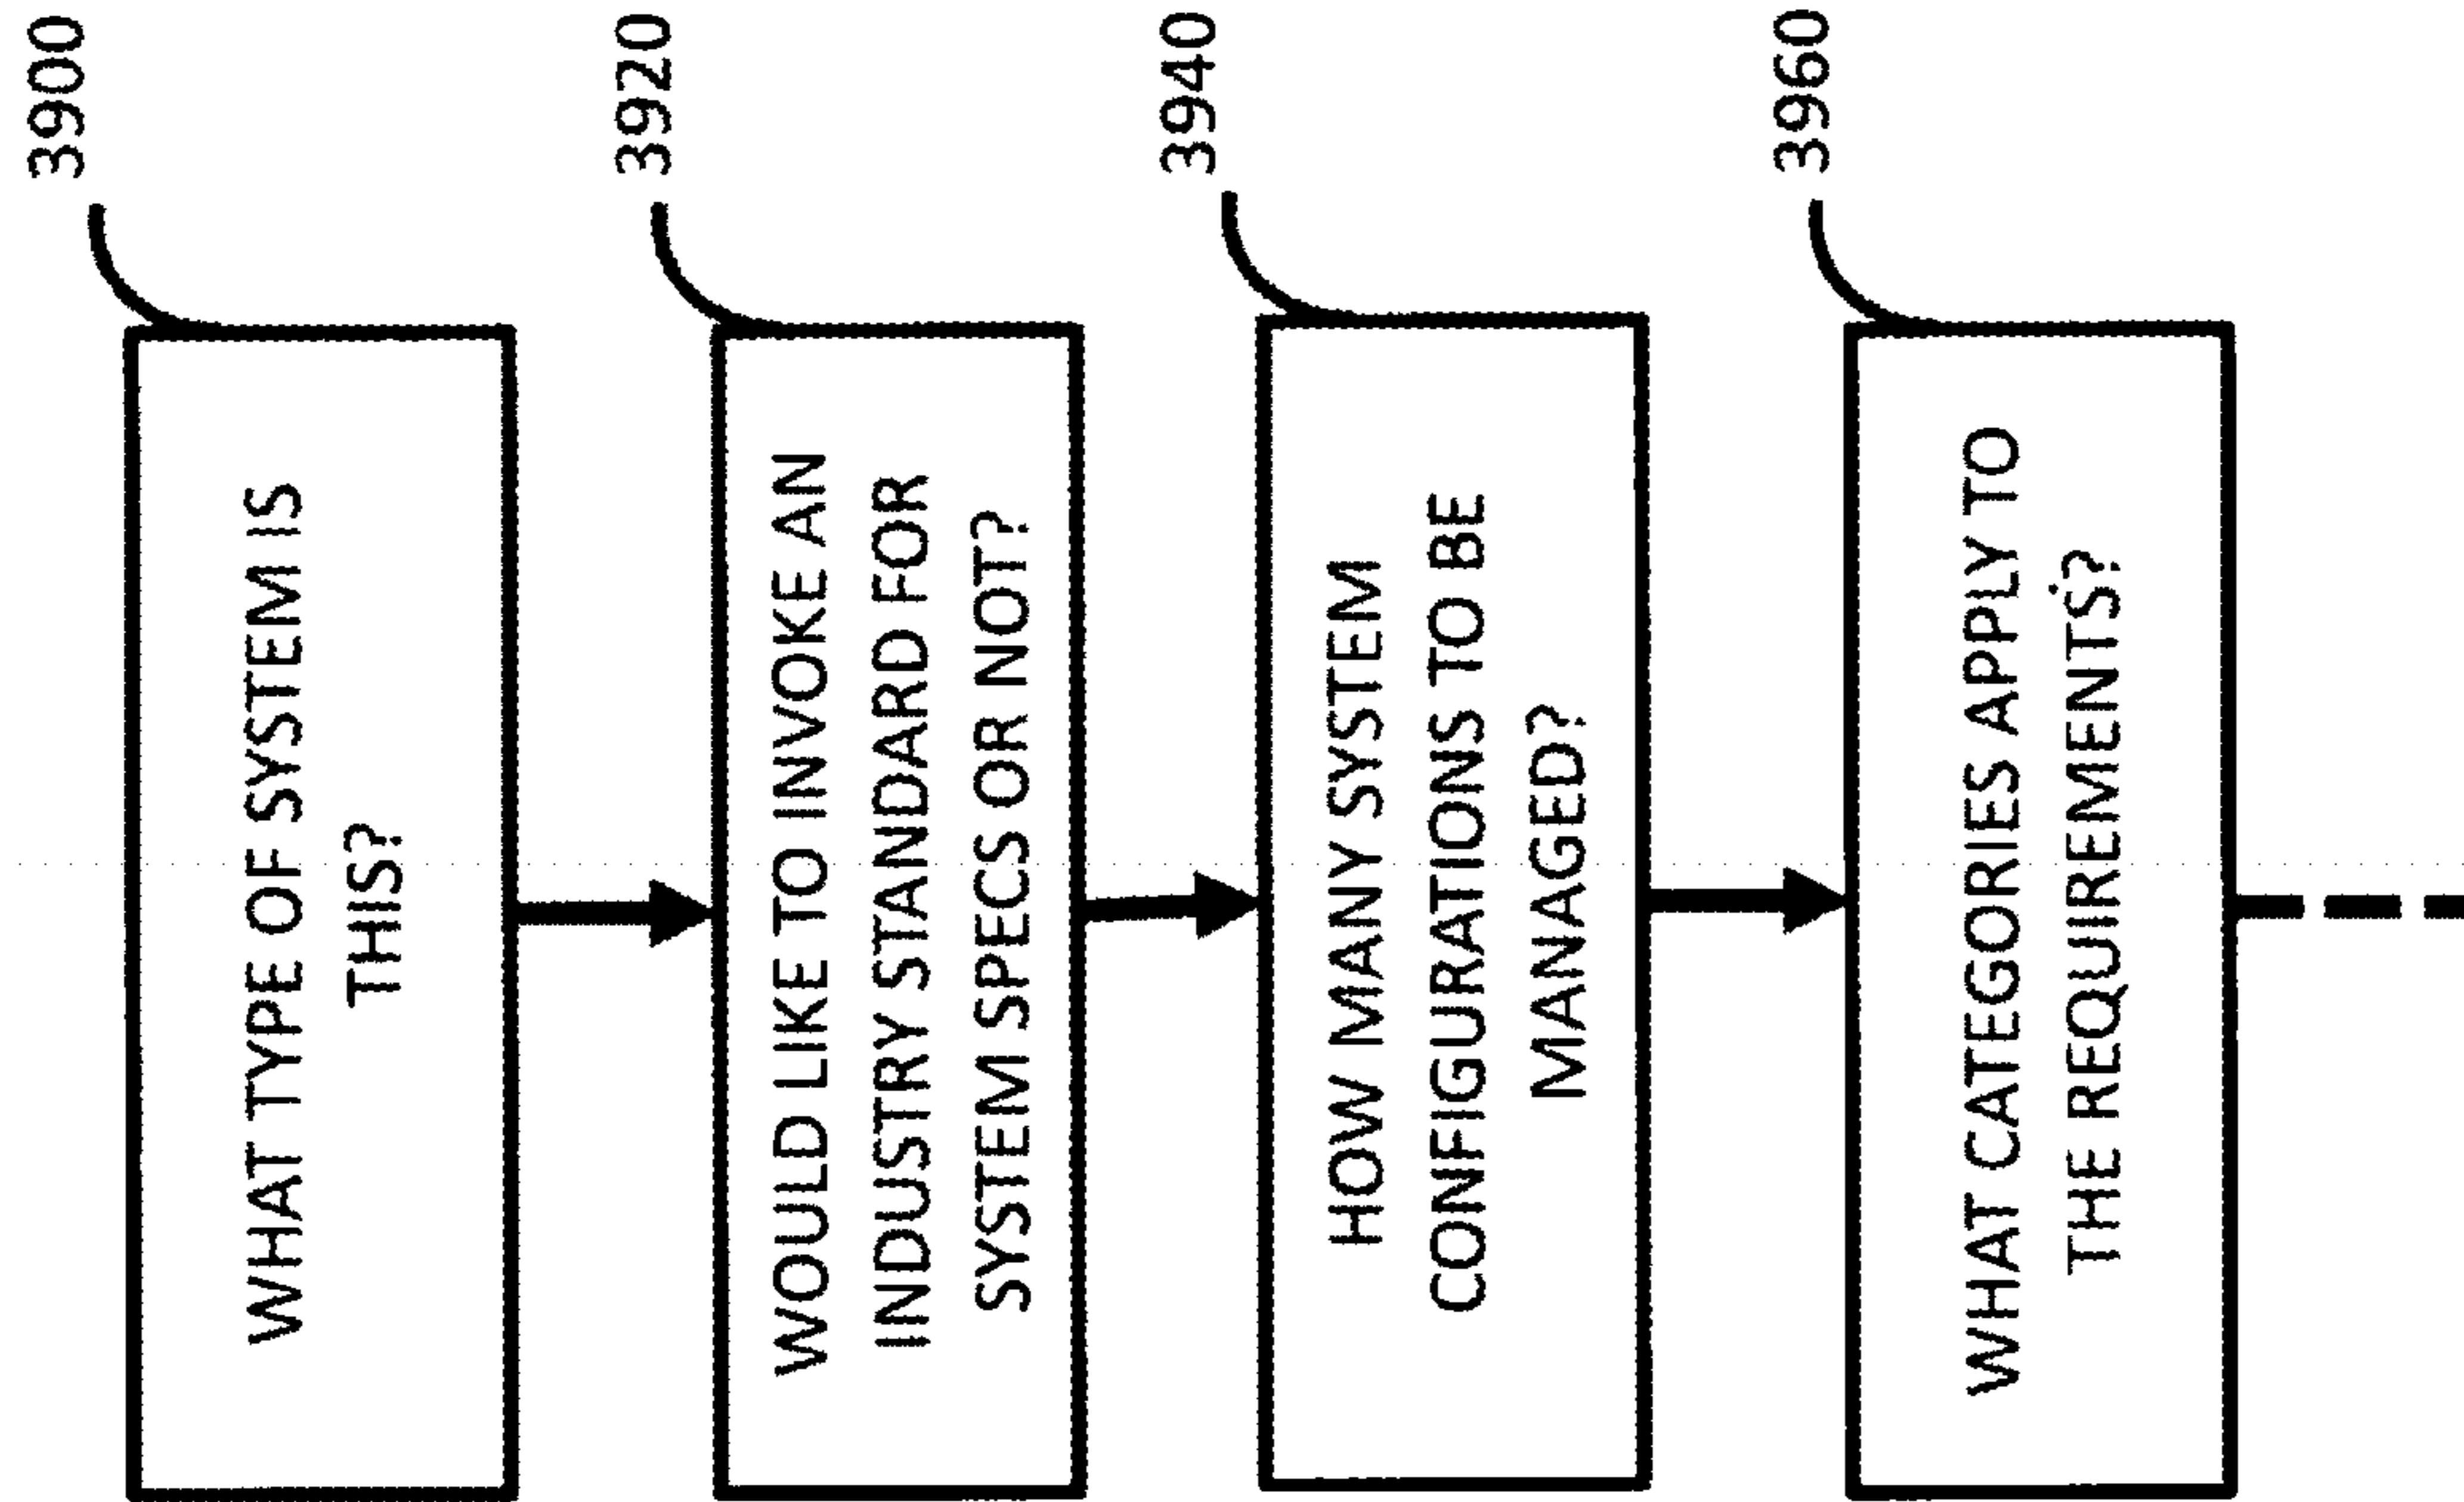 3900
WHAT TYPE OF SYSTEM IS
THIS?
3920
WOULD LIKE TO INVOKE AN
INDUSTRY STANDARD FOR
SYSTEM SPECS OR NOT?
3940
HOW MANY SYSTEM
CONFIGURATIONS TO BE
MANAGED?
3960
WHAT CATEGORIES APPLY TO
THE REQUIREMENTS?